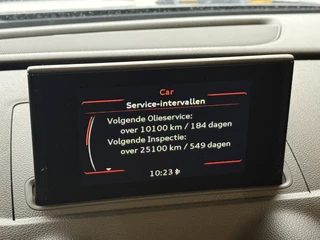 Car
Service-intervallen
Volgende Olieservice:
over 10100 km / 184 dagen
Volgende Inspectie:
over 25100 km / 549 dagen
10:23